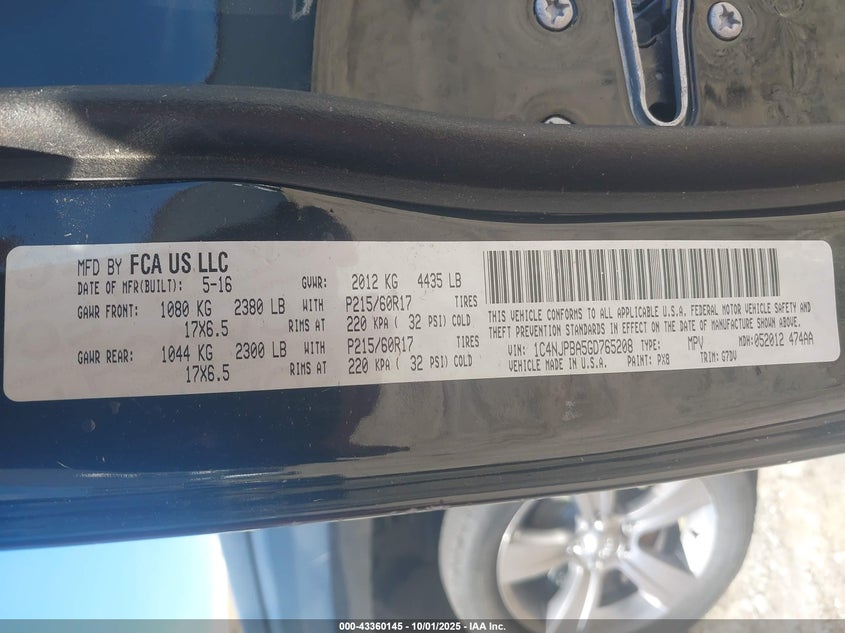 MFD BY FCA US LLC
DATE OF MFR(BUILT): 5-16 GVWR: 2012 KG 4435 LB
GAWR FRONT: 1080 KG 2380 LB WITH P215/60R17 TIRES
17X6.5 RIMS AT 220 KPA ( 32 PSI) COLD
GAWR REAR: 1044 KG 2300 LB WITH P215/60R17 TIRES
17X6.5 RIMS AT 220 KPA ( 32 PSI) COLD
THIS VEHICLE CONFORMS TO ALL APPLICABLE U.S.A. FEDERAL MOTOR VEHICLE SAFETY AND
THEFT PREVENTION STANDARDS IN EFFECT ON THE DATE OF MANUFACTURE SHOWN ABOVE.
VIN: 1C4NJPBA5GD765208 TYPE: MPV MDH: 052012 474AA
VEHICLE MADE IN U.S.A. PAINT: PX8 TRIM: G7DV
000-43360145 - 10/01/2025 - IAA Inc.